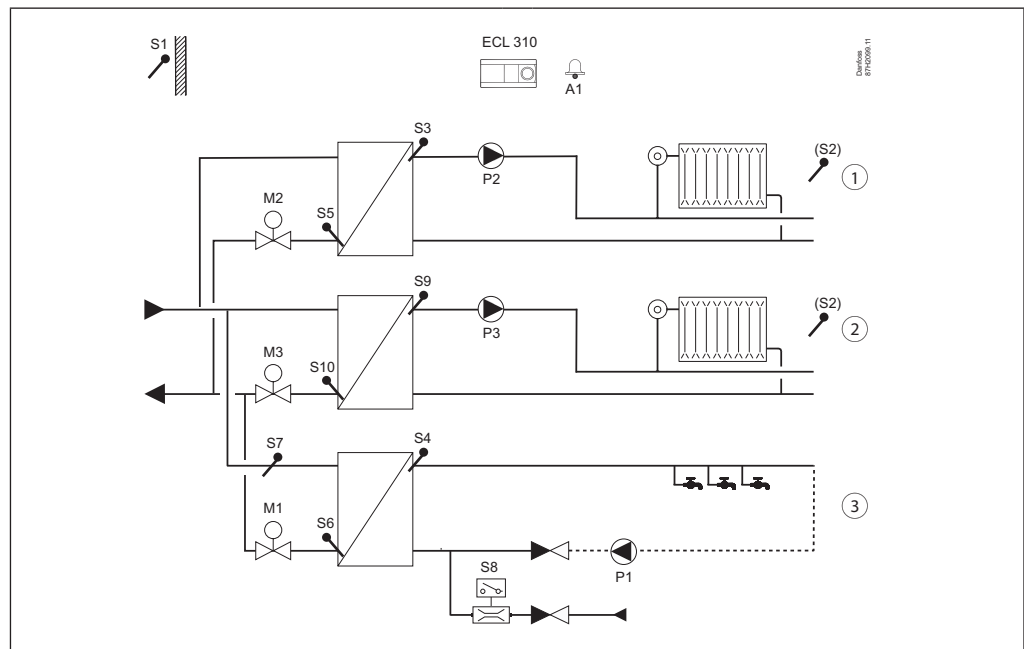 S1
ECL 310
A1
Danfoss
87H2099.11
S3
P2
(S2)
1
M2
S5
S9
P3
(S2)
2
M3
S10
S7
S4
3
M1
S6
P1
S8